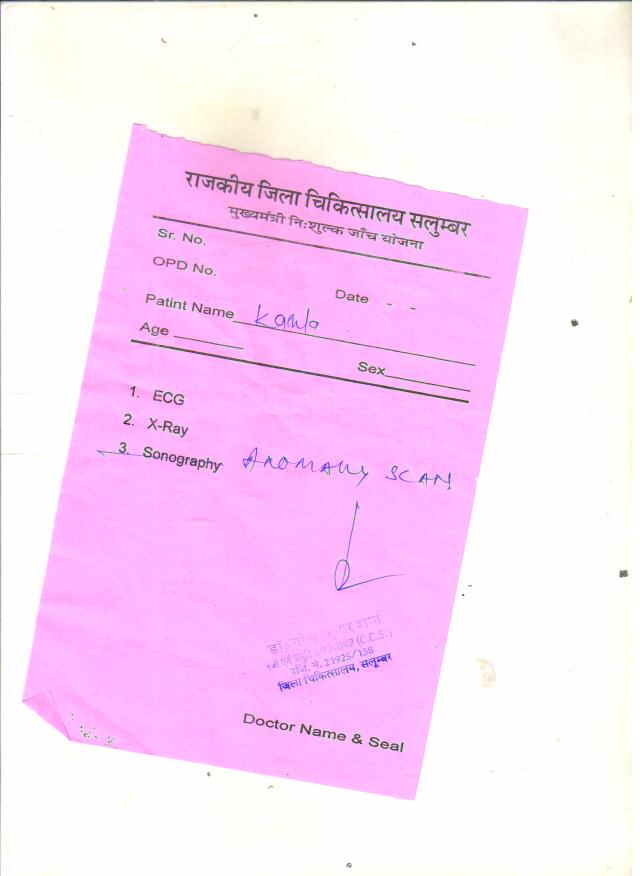 राजकीय जिला चिकित्सालय सलुम्बर
मुख्यमंत्री नि:शुल्क जाँच योजना
Sr. No.
OPD No.
Date - -
Patint Name Kamla
Age
Sex
1. ECG
2. X-Ray
3. Sonography ANOMALY SCAN
डॉ०
(C.C.S.)
रजि. नं. 21925/138
जिला चिकित्सालय, सलूम्बर
Doctor Name & Seal